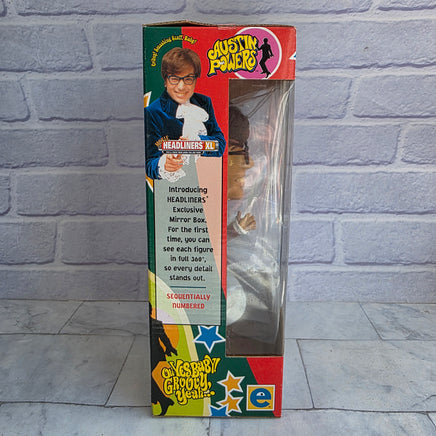 AUSTIN
POWERS
HEADLINERS XL
Introducing
HEADLINERS®
Exclusive
Mirror Box.
For the first
time, you can
see each figure
in full 360°,
so every detail
stands out.
SEQUENTIALLY
NUMBERED
Oh, YES BABY!
GROOVY,
Yeah...
e